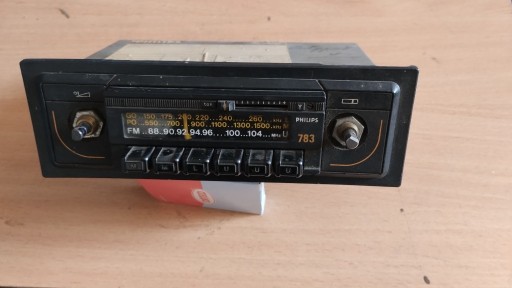 GO.. 150. 175. 200 220 ...240 ........ 260 ....
PO ..550...700 .. 900..1100..1300.1500.
FM .. 88. 90. 92. 94. 96 ... 100 ... 104 ... U
PHILIPS
783
M L U U U